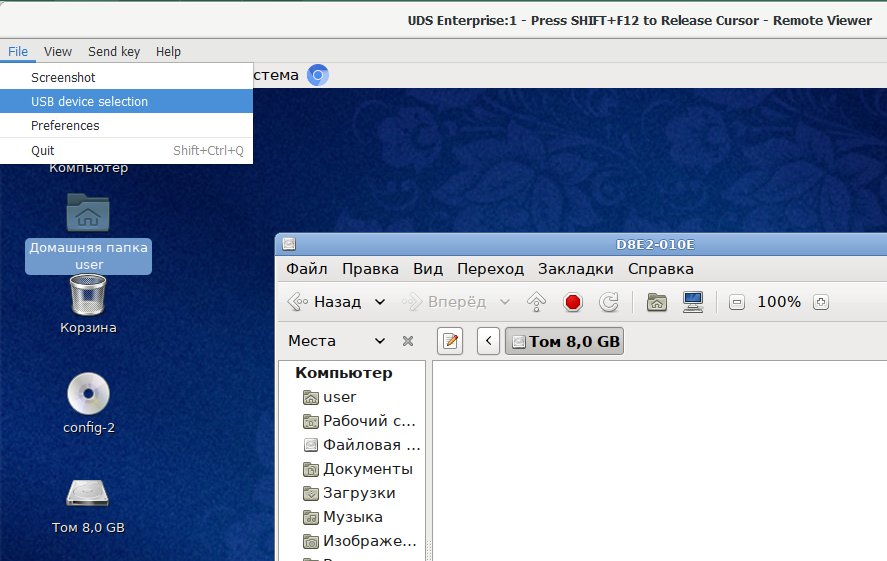 UDS Enterprise:1 - Press SHIFT+F12 to Release Cursor - Remote Viewer
File View Send key Help
Screenshot
USB device selection
Preferences
Quit Shift+Ctrl+Q
стема
Компьютер
Домашняя папка
user
Корзина
config-2
Том 8,0 GB
D8E2-010E
Файл Правка Вид Переход Закладки Справка
Назад Вперёд 100%
Места Том 8,0 GB
Компьютер
user
Рабочий с...
Файловая ...
Документы
Загрузки
Музыка
Изображе...